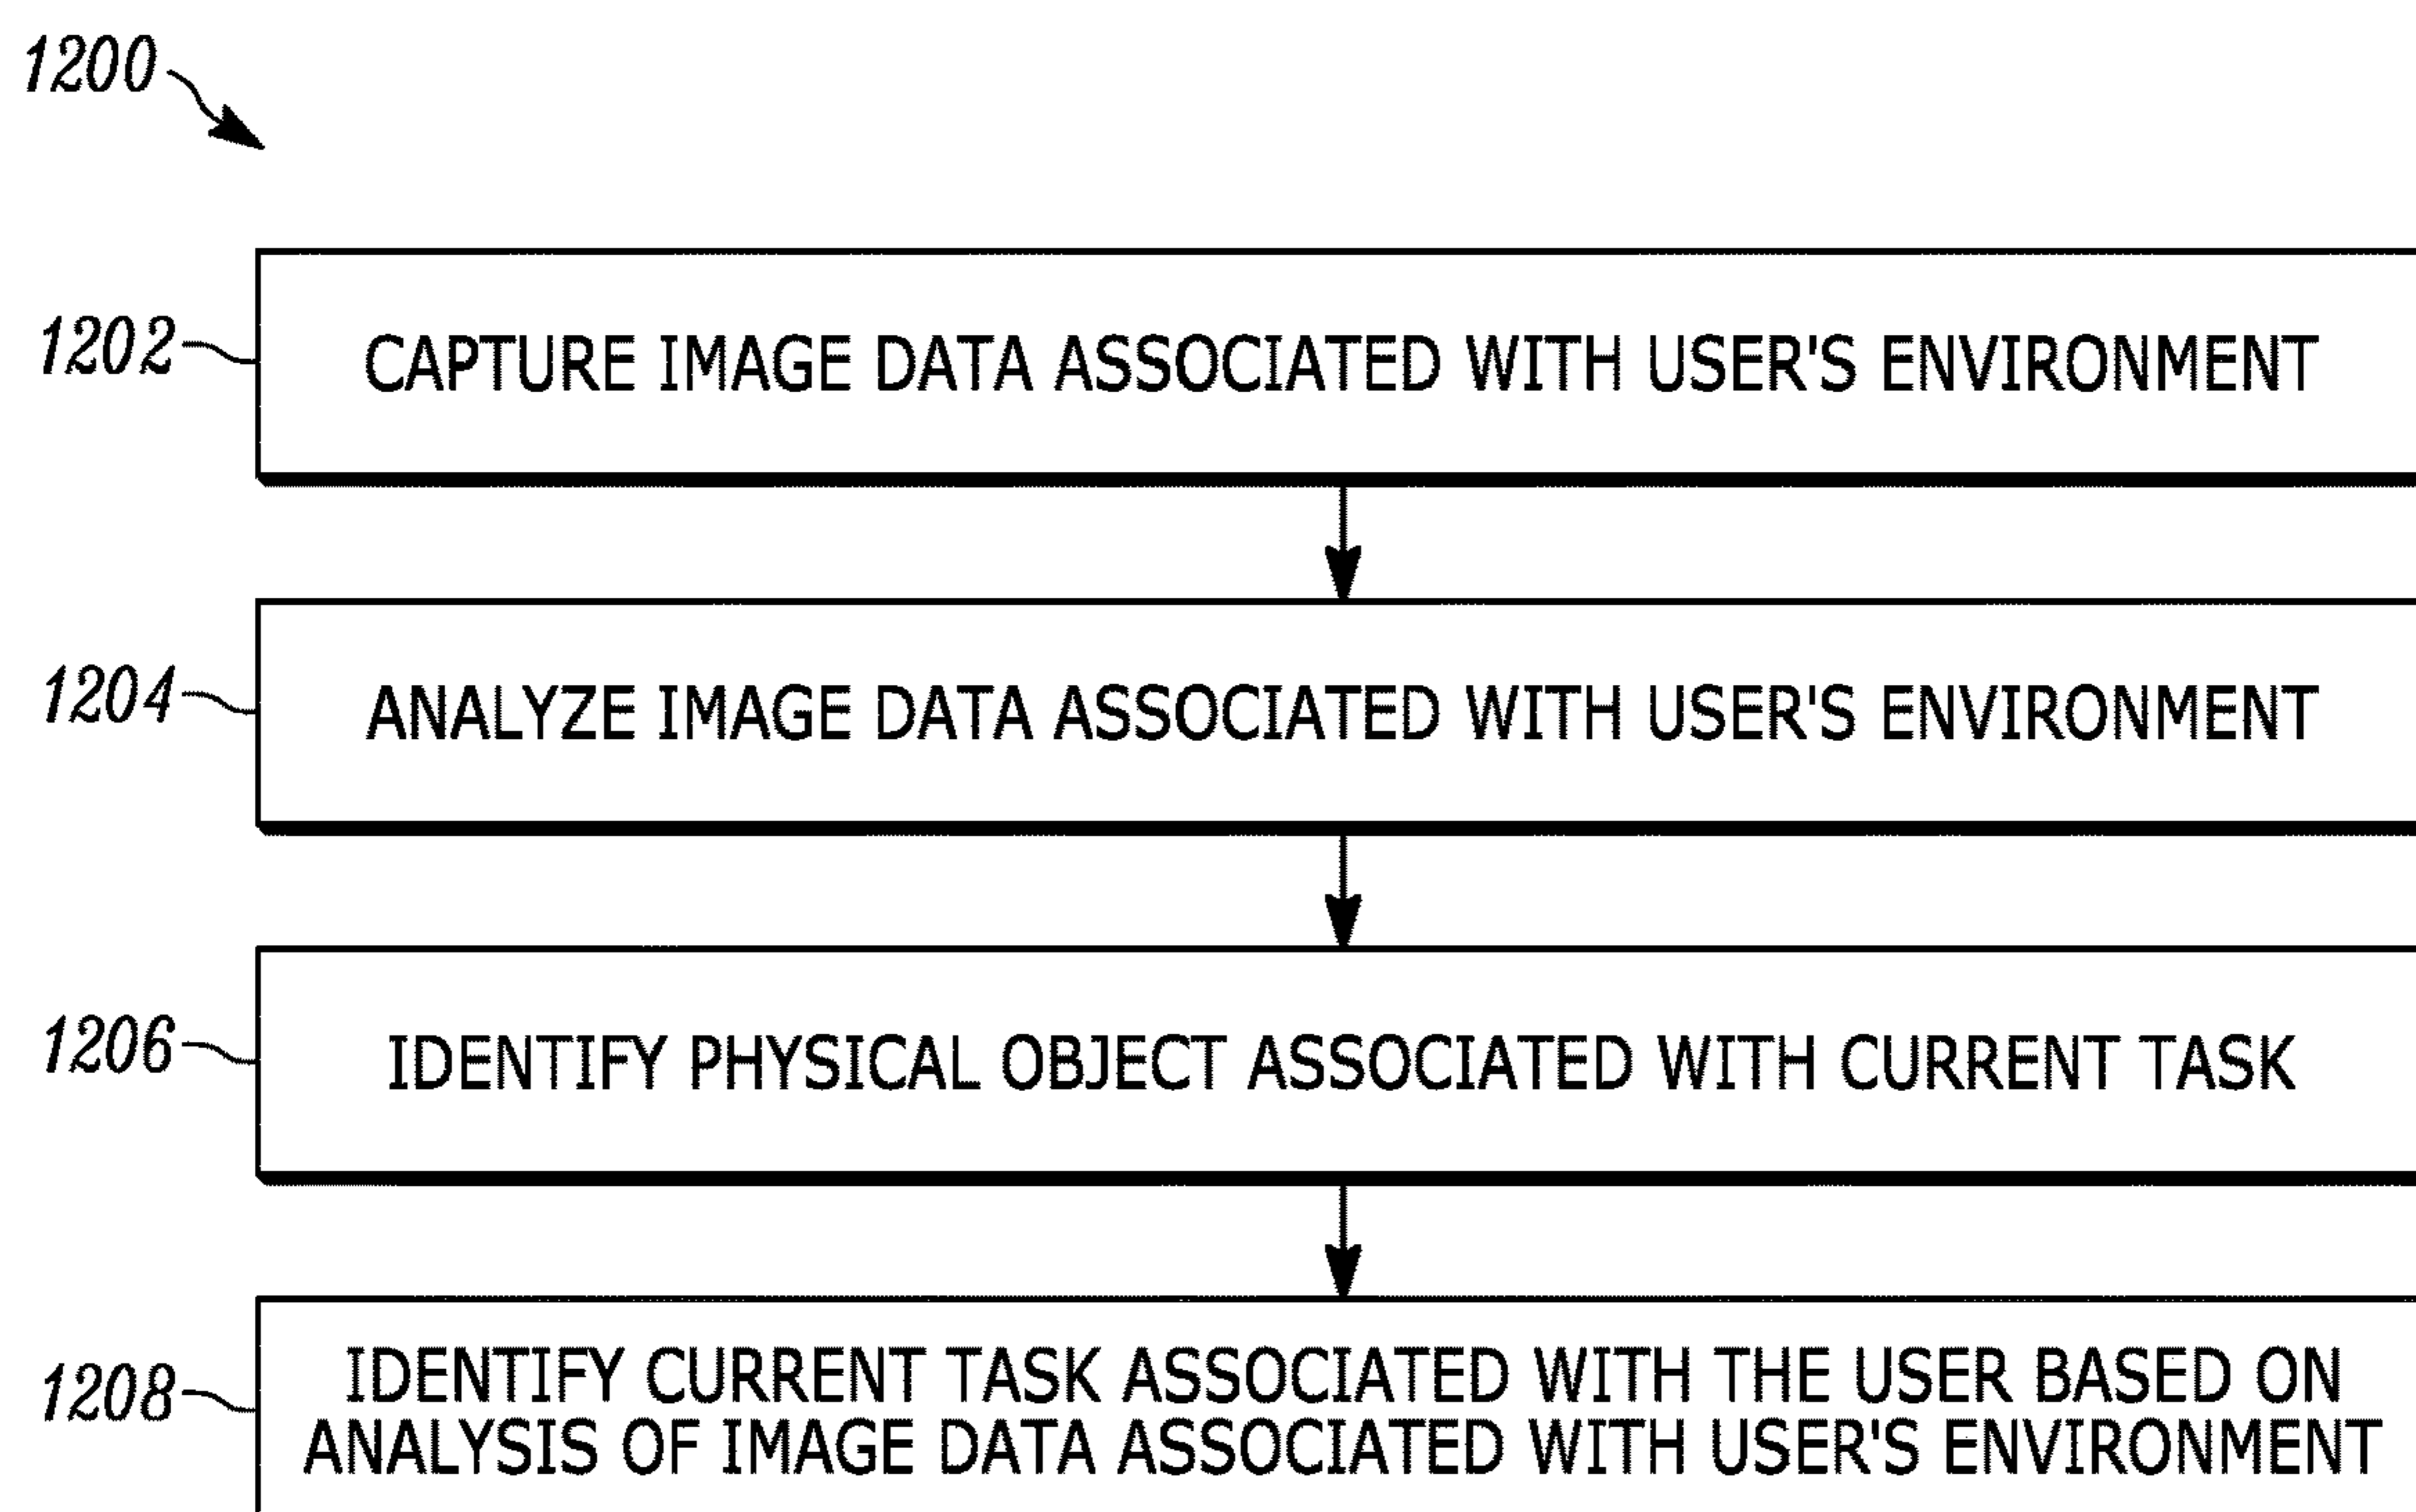 1200
1202
CAPTURE IMAGE DATA ASSOCIATED WITH USER'S ENVIRONMENT
1204
ANALYZE IMAGE DATA ASSOCIATED WITH USER'S ENVIRONMENT
1206
IDENTIFY PHYSICAL OBJECT ASSOCIATED WITH CURRENT TASK
1208
IDENTIFY CURRENT TASK ASSOCIATED WITH THE USER BASED ON
ANALYSIS OF IMAGE DATA ASSOCIATED WITH USER'S ENVIRONMENT